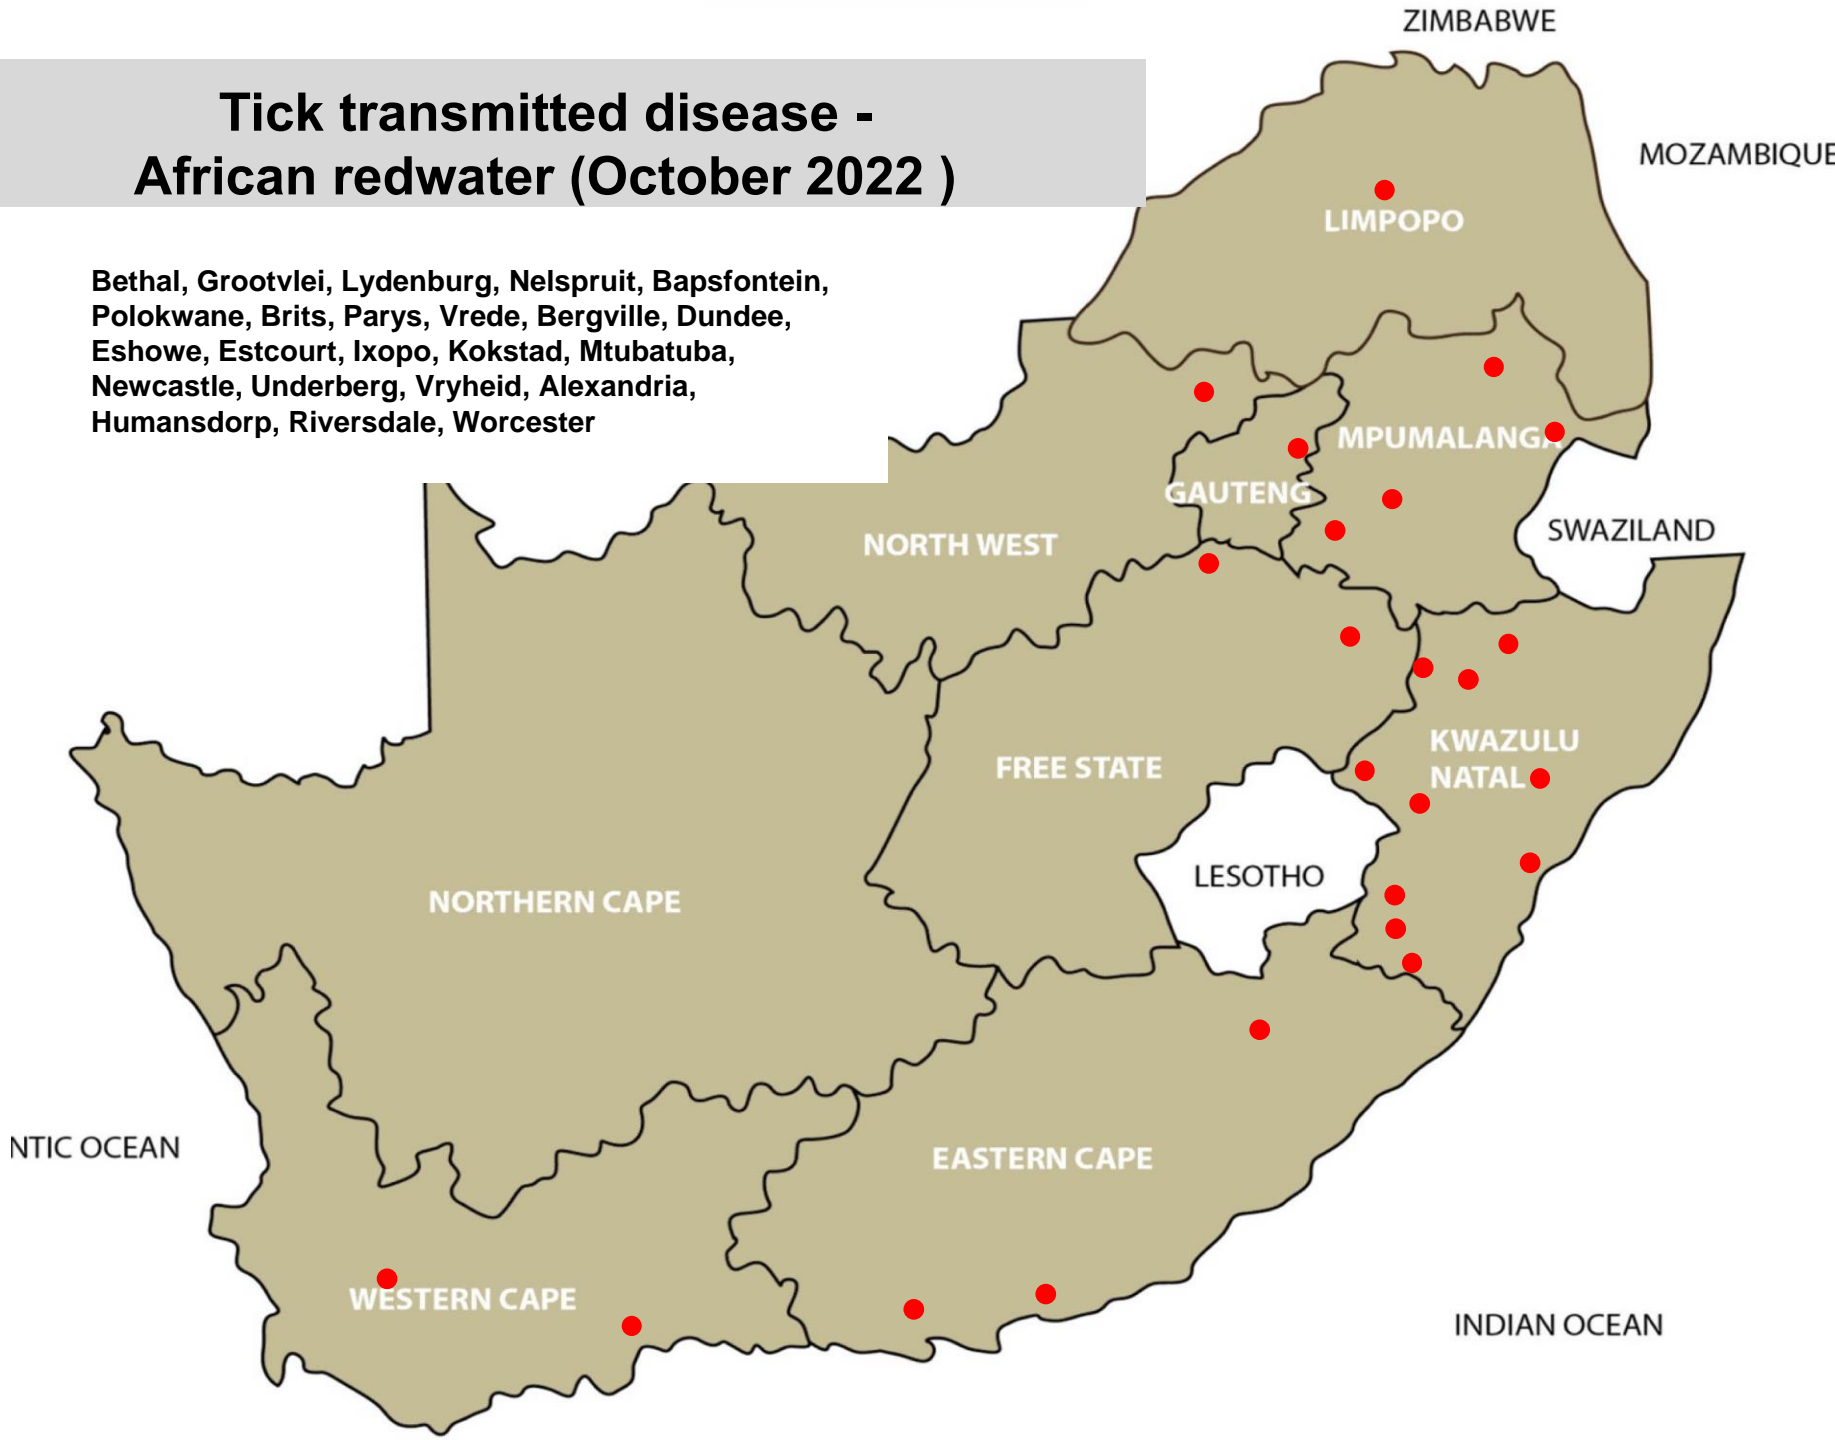 ZIMBABWE
Tick transmitted disease -
African redwater (October 2022 )
MOZAMBIQUE
LIMPOPO
Bethal, Grootvlei, Lydenburg, Nelspruit, Bapsfontein,
Polokwane, Brits, Parys, Vrede, Bergville, Dundee,
Eshowe, Estcourt, Ixopo, Kokstad, Mtubatuba,
Newcastle, Underberg, Vryheid, Alexandria,
Humansdorp, Riversdale, Worcester
MPUMALANGA
GAUTENG
SWAZILAND
NORTH WEST
KWAZULU
NATAL
FREE STATE
LESOTHO
NORTHERN CAPE
NTIC OCEAN
EASTERN CAPE
WESTERN CAPE
INDIAN OCEAN